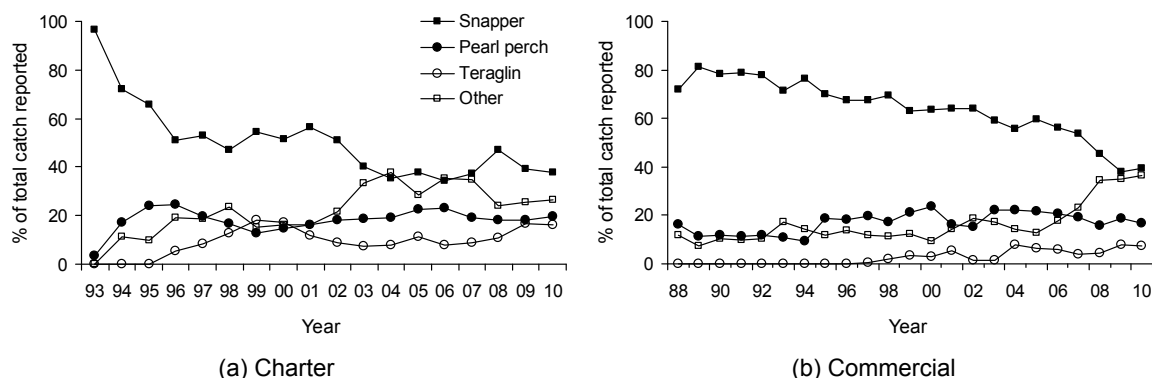 100
80
60
40
20
0
% of total catch reported
Snapper
Pearl perch
Teraglin
Other
93 94 95 96 97 98 99 00 01 02 03 04 05 06 07 08 09 10
Year
(a) Charter
100
80
60
40
20
0
% of total catch reported
88 90 92 94 96 98 00 02 04 06 08 10
Year
(b) Commercial